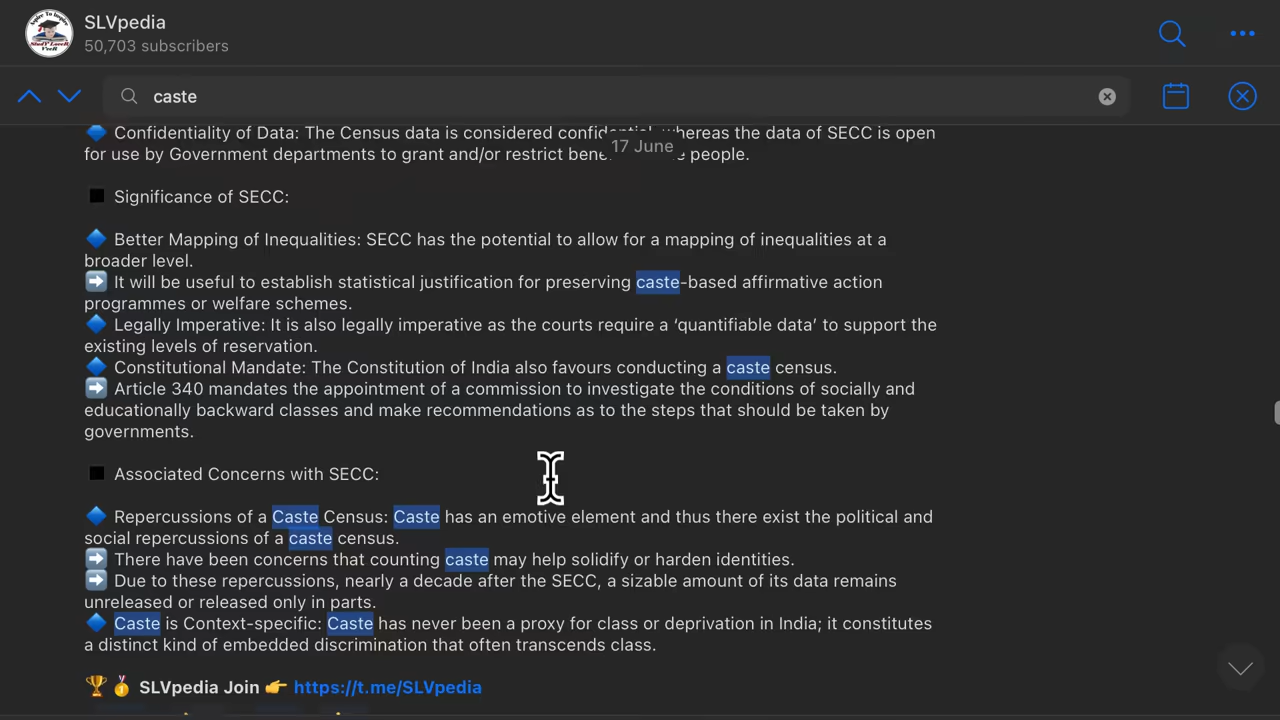 SLVpedia
50,703 subscribers
caste
🔷 Confidentiality of Data: The Census data is considered confidential, whereas the data of SECC is open
17 June
for use by Government departments to grant and/or restrict people.
◼ Significance of SECC:
🔷 Better Mapping of Inequalities: SECC has the potential to allow for a mapping of inequalities at a
broader level.
➡️ It will be useful to establish statistical justification for preserving caste-based affirmative action
programmes or welfare schemes.
🔷 Legally Imperative: It is also legally imperative as the courts require a ‘quantifiable data’ to support the
existing levels of reservation.
🔷 Constitutional Mandate: The Constitution of India also favours conducting a caste census.
➡️ Article 340 mandates the appointment of a commission to investigate the conditions of socially and
educationally backward classes and make recommendations as to the steps that should be taken by
governments.
◼ Associated Concerns with SECC:
🔷 Repercussions of a Caste Census: Caste has an emotive element and thus there exist the political and
social repercussions of a caste census.
➡️ There have been concerns that counting caste may help solidify or harden identities.
➡️ Due to these repercussions, nearly a decade after the SECC, a sizable amount of its data remains
unreleased or released only in parts.
🔷 Caste is Context-specific: Caste has never been a proxy for class or deprivation in India; it constitutes
a distinct kind of embedded discrimination that often transcends class.
🏆🥇 SLVpedia Join 👉 https://t.me/SLVpedia